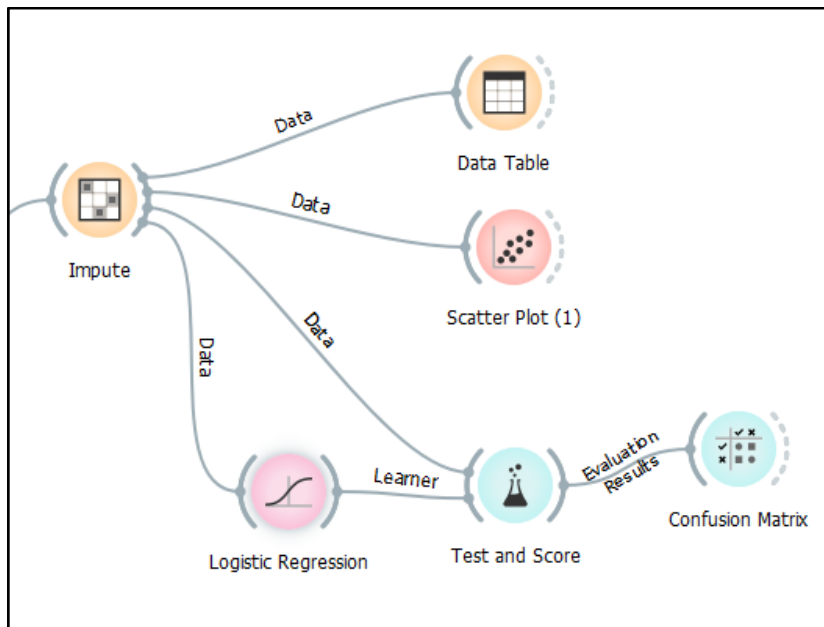 Data
Data Table
Data
Impute
Scatter Plot (1)
Data
Data
Learner
Evaluation
Results
Logistic Regression
Test and Score
Confusion Matrix